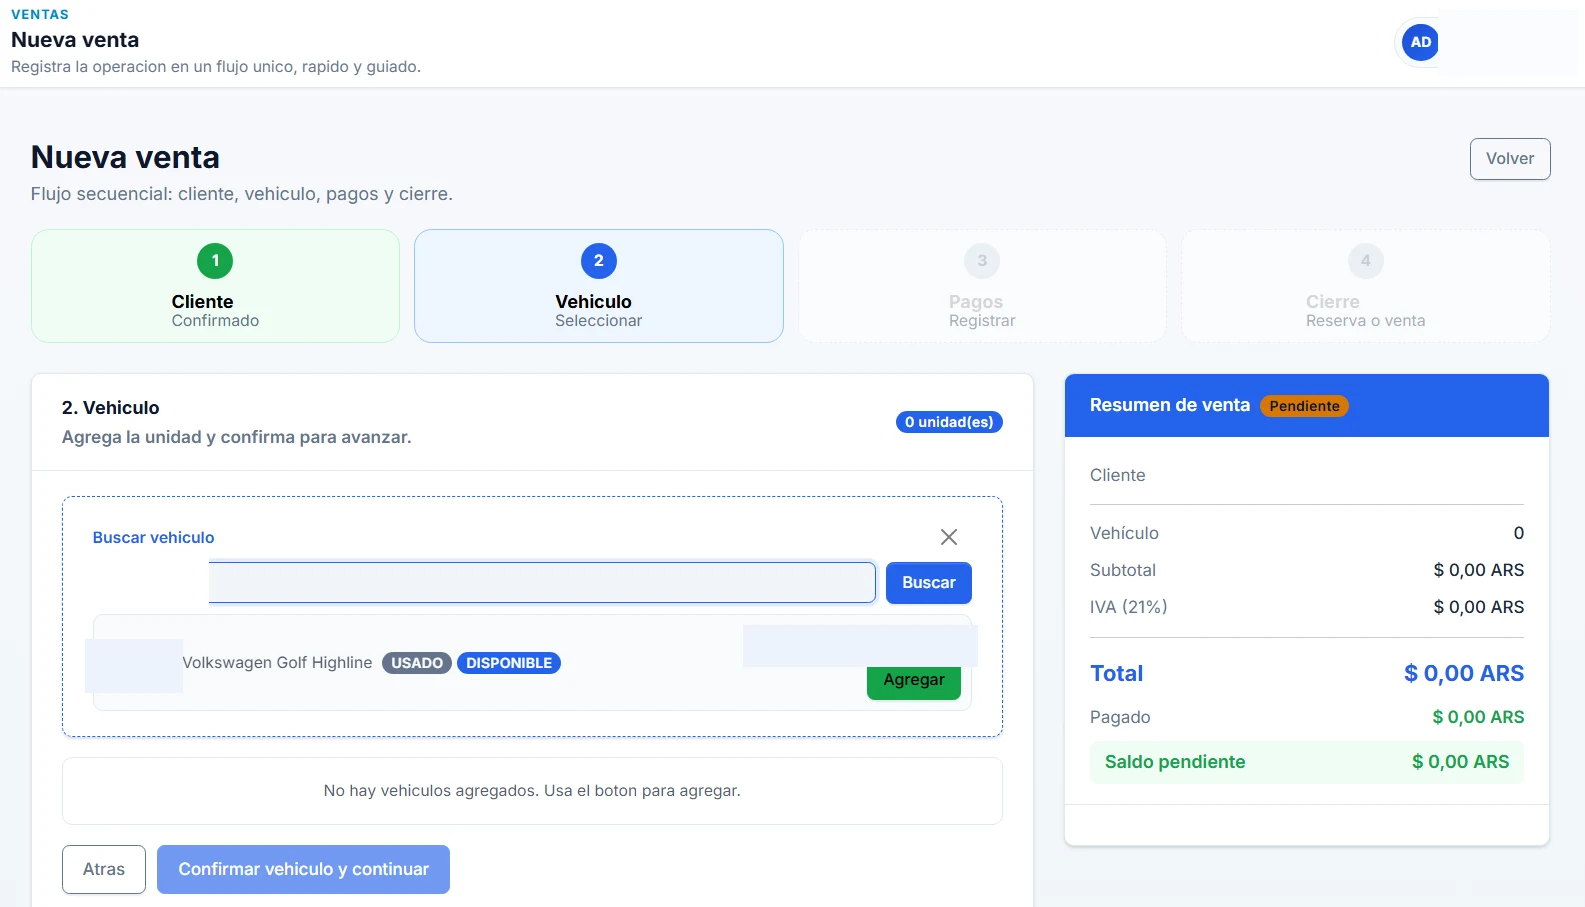 VENTAS
Nueva venta
Registra la operacion en un flujo unico, rapido y guiado.
AD
Nueva venta
Flujo secuencial: cliente, vehiculo, pagos y cierre.
Volver
1
Cliente
Confirmado
2
Vehiculo
Seleccionar
3
Pagos
Registrar
4
Cierre
Reserva o venta
2. Vehiculo
Agrega la unidad y confirma para avanzar.
0 unidad(es)
Buscar vehiculo
Buscar
Volkswagen Golf Highline USADO DISPONIBLE
Agregar
No hay vehiculos agregados. Usa el boton para agregar.
Atras
Confirmar vehiculo y continuar
Resumen de venta Pendiente
Cliente
Vehículo 0
Subtotal $ 0,00 ARS
IVA (21%) $ 0,00 ARS
Total $ 0,00 ARS
Pagado $ 0,00 ARS
Saldo pendiente $ 0,00 ARS